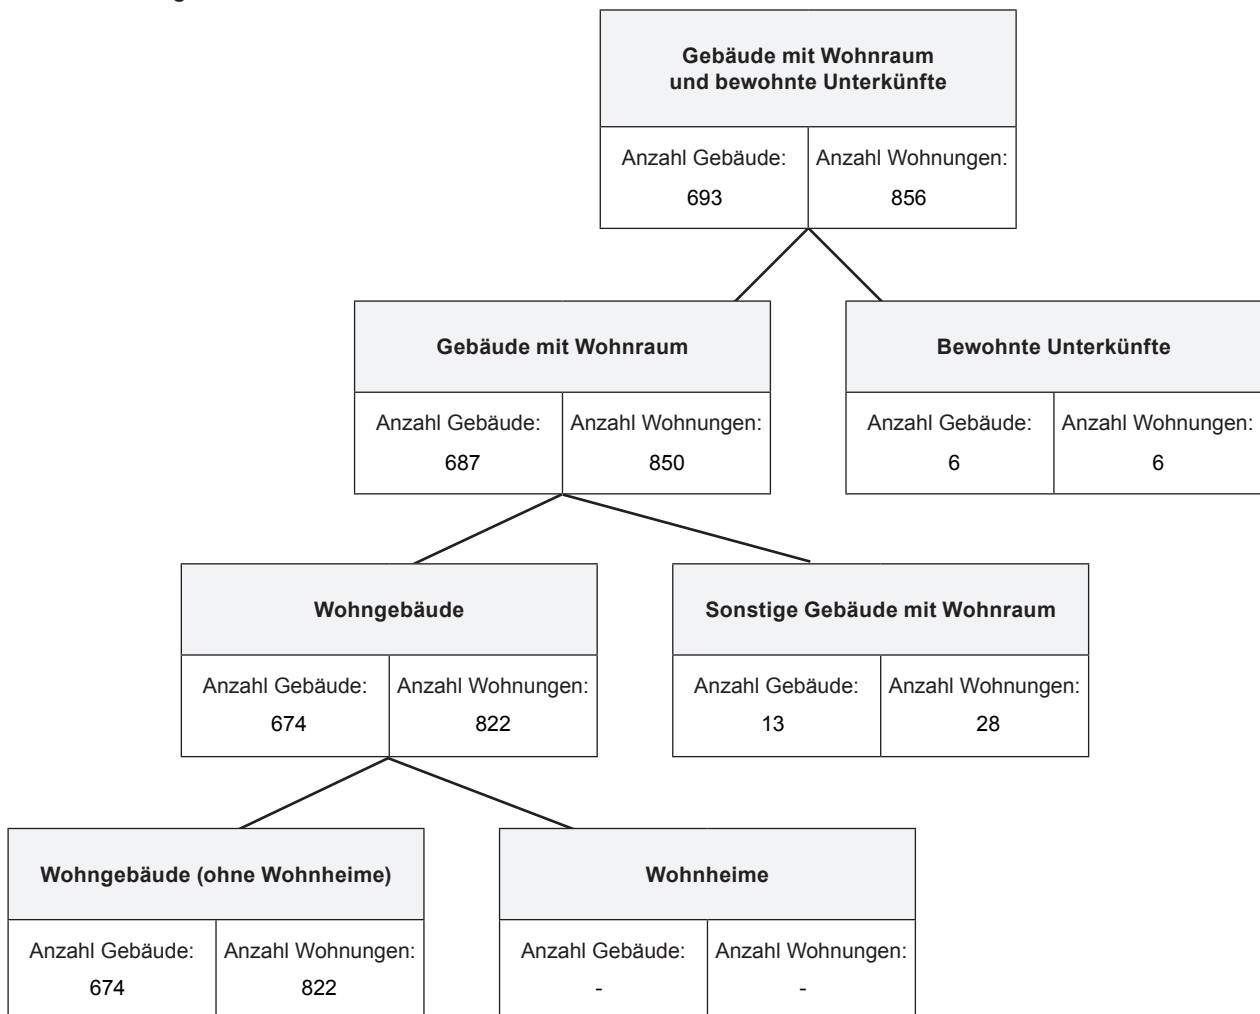 Gebäude mit Wohnraum
und bewohnte Unterkünfte
Anzahl Gebäude: Anzahl Wohnungen:
693 856
Gebäude mit Wohnraum
Anzahl Gebäude: Anzahl Wohnungen:
687 850
Bewohnte Unterkünfte
Anzahl Gebäude: Anzahl Wohnungen:
6 6
Wohngebäude
Anzahl Gebäude: Anzahl Wohnungen:
674 822
Sonstige Gebäude mit Wohnraum
Anzahl Gebäude: Anzahl Wohnungen:
13 28
Wohngebäude (ohne Wohnheime)
Anzahl Gebäude: Anzahl Wohnungen:
674 822
Wohnheime
Anzahl Gebäude: Anzahl Wohnungen:
- -